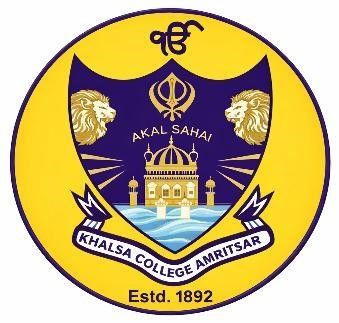 ੴ
AKAL SAHAI
KHALSA COLLEGE AMRITSAR
Estd. 1892